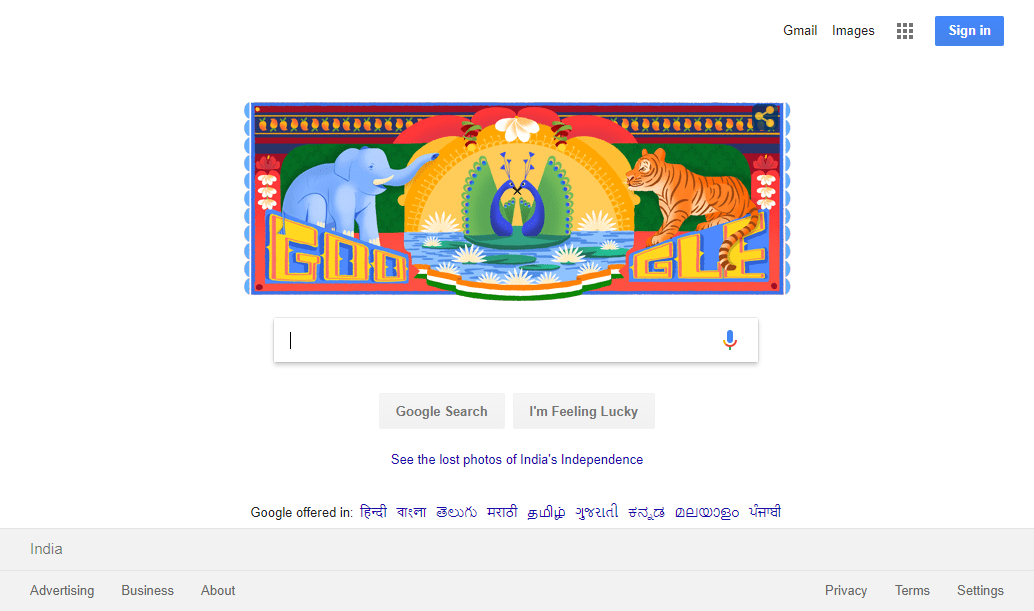 Gmail Images Sign in
GOOGLE
Google Search I'm Feeling Lucky
See the lost photos of India's Independence
Google offered in: हिन्दी বাংলা తెలుగు मराठी தமிழ் ગુજરાતી ಕನ್ನಡ മലയാളം ਪੰਜਾਬੀ
India
Advertising Business About Privacy Terms Settings